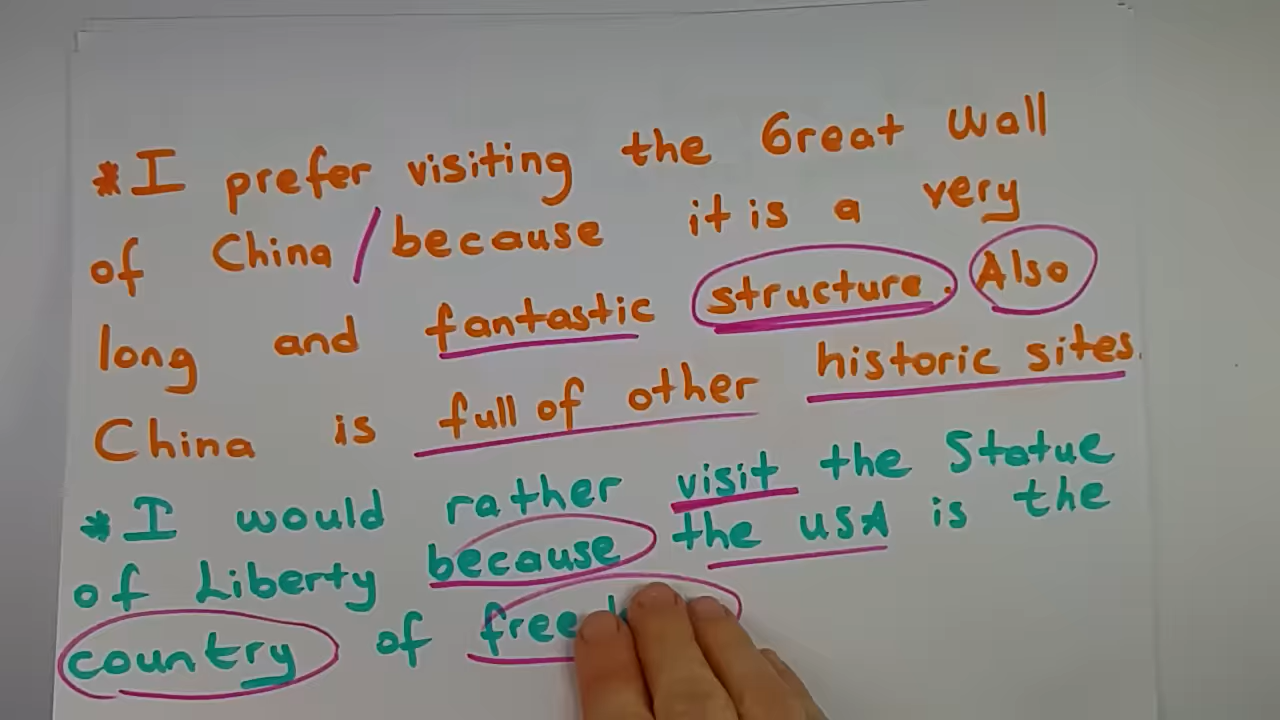 *I prefer visiting the Great Wall
of China / because it is a very
long and fantastic structure. Also
China is full of other historic sites.
*I would rather visit the Statue
of Liberty because the USA is the
country of